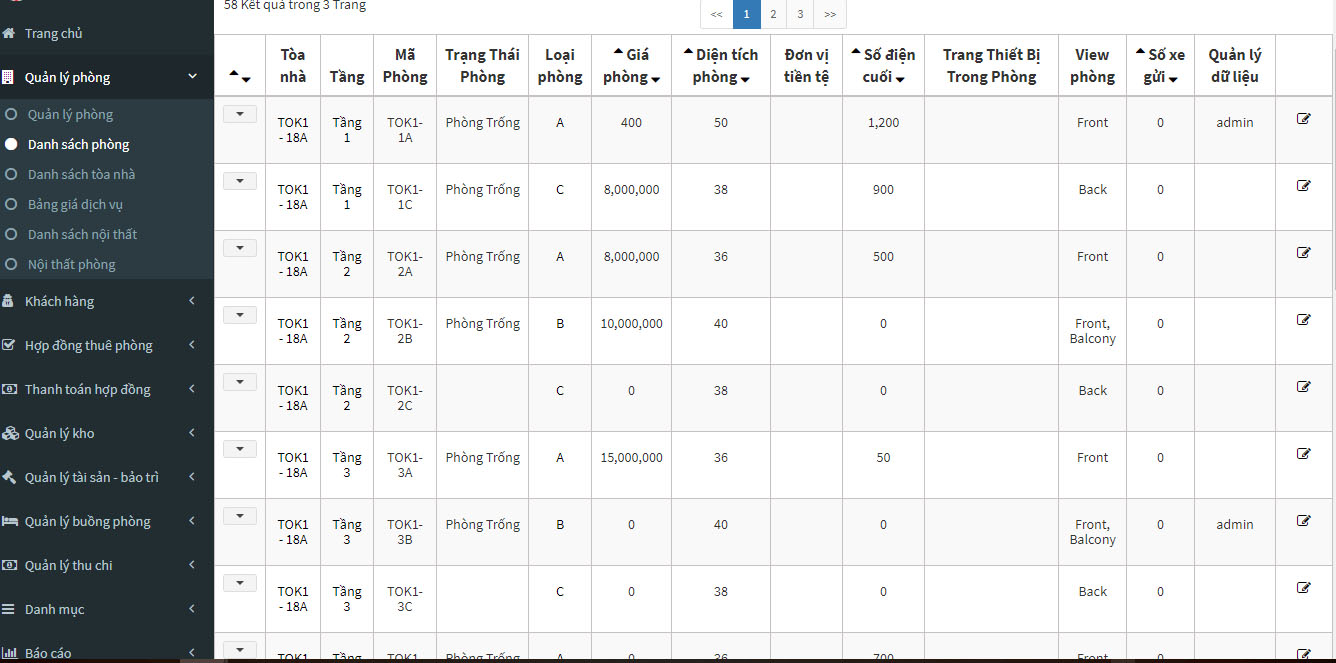 58 Kết quả trong 3 Trang
<< 1 2 3 >>
Trang chủ
Quản lý phòng
Quản lý phòng
Danh sách phòng
Danh sách tòa nhà
Bảng giá dịch vụ
Danh sách nội thất
Nội thất phòng
Khách hàng
Hợp đồng thuê phòng
Thanh toán hợp đồng
Quản lý kho
Quản lý tài sản - bảo trì
Quản lý buồng phòng
Quản lý thu chi
Danh mục
Báo cáo
Tòa nhà Tầng Mã Phòng Trạng Thái Phòng Loại phòng Giá phòng Diện tích phòng Đơn vị tiền tệ Số điện cuối Trang Thiết Bị Trong Phòng View phòng Số xe gửi Quản lý dữ liệu
TOK1 - 18A Tầng 1 TOK1-1A Phòng Trống A 400 50 1,200 Front 0 admin
TOK1 - 18A Tầng 1 TOK1-1C Phòng Trống C 8,000,000 38 900 Back 0
TOK1 - 18A Tầng 2 TOK1-2A Phòng Trống A 8,000,000 36 500 Front 0
TOK1 - 18A Tầng 2 TOK1-2B Phòng Trống B 10,000,000 40 0 Front, Balcony 0
TOK1 - 18A Tầng 2 TOK1-2C C 0 38 0 Back 0
TOK1 - 18A Tầng 3 TOK1-3A Phòng Trống A 15,000,000 36 50 Front 0
TOK1 - 18A Tầng 3 TOK1-3B Phòng Trống B 0 40 0 Front, Balcony 0 admin
TOK1 - 18A Tầng 3 TOK1-3C C 0 38 0 Back 0
TOK1 Tầng TOK1- Phòng Trống A 0 36 700 Front 0